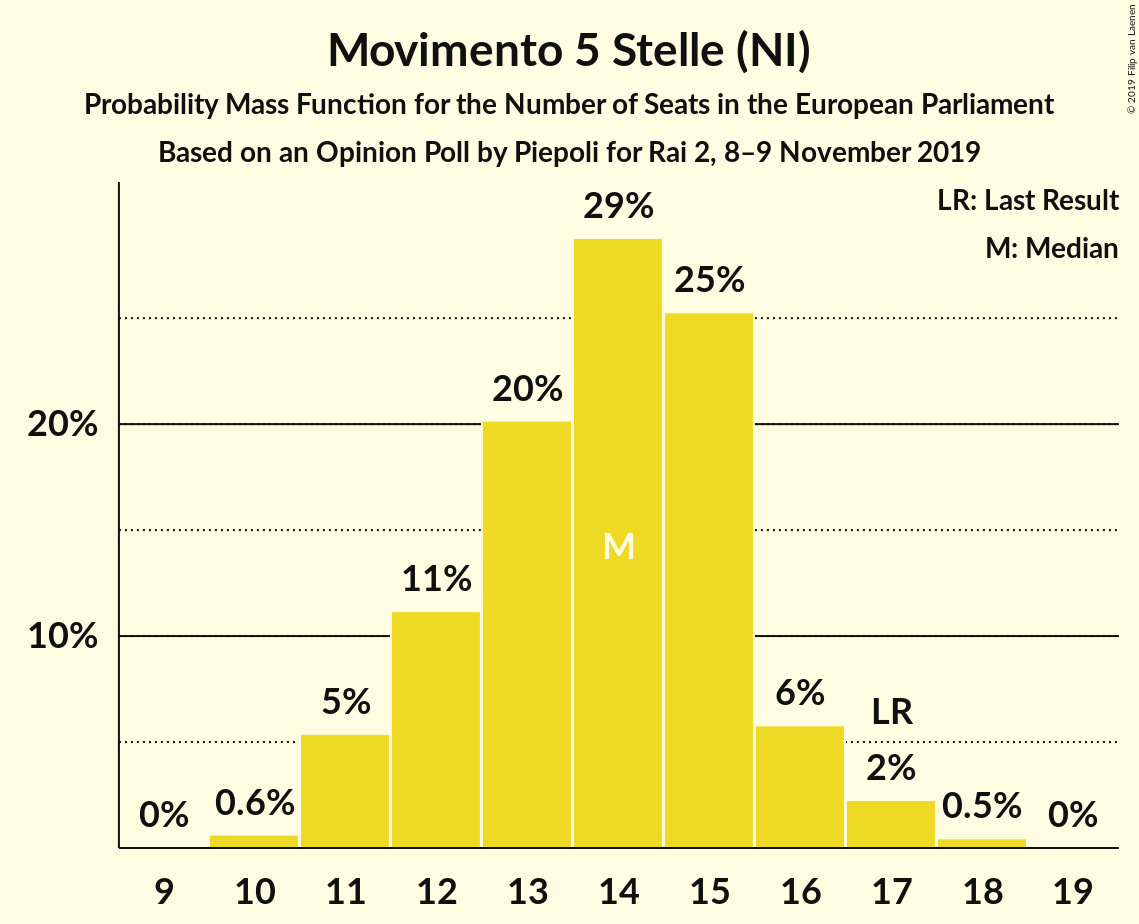 Movimento 5 Stelle (NI)
Probability Mass Function for the Number of Seats in the European Parliament
Based on an Opinion Poll by Piepoli for Rai 2, 8–9 November 2019
© 2019 Filip van Laenen
LR: Last Result
M: Median
29%
25%
20%
20%
M
11%
10%
5%
6%
LR
2%
0%
0.6%
0.5%
0%
9 10 11 12 13 14 15 16 17 18 19